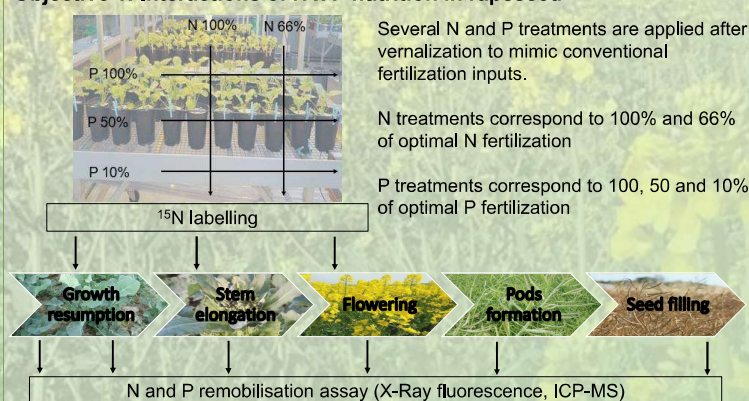 N 100% N 66%
P 100%
P 50%
P 10%
Several N and P treatments are applied after
vernalization to mimic conventional
fertilization inputs.
N treatments correspond to 100% and 66%
of optimal N fertilization
P treatments correspond to 100, 50 and 10%
of optimal P fertilization
¹⁵N labelling
Growth
resumption
Stem
elongation
Flowering
Pods
formation
Seed filling
N and P remobilisation assay (X-Ray fluorescence, ICP-MS)